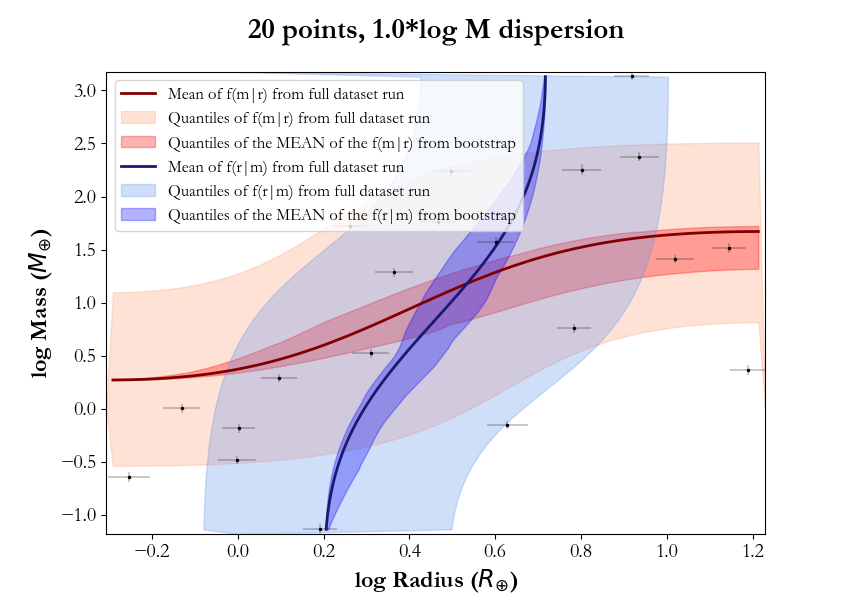 20 points, 1.0*log M dispersion
Mean of f(m|r) from full dataset run
Quantiles of f(m|r) from full dataset run
Quantiles of the MEAN of the f(m|r) from bootstrap
Mean of f(r|m) from full dataset run
Quantiles of f(r|m) from full dataset run
Quantiles of the MEAN of the f(r|m) from bootstrap
log Mass (M⊕)
3.0
2.5
2.0
1.5
1.0
0.5
0.0
−0.5
−1.0
−0.2 0.0 0.2 0.4 0.6 0.8 1.0 1.2
log Radius (R⊕)